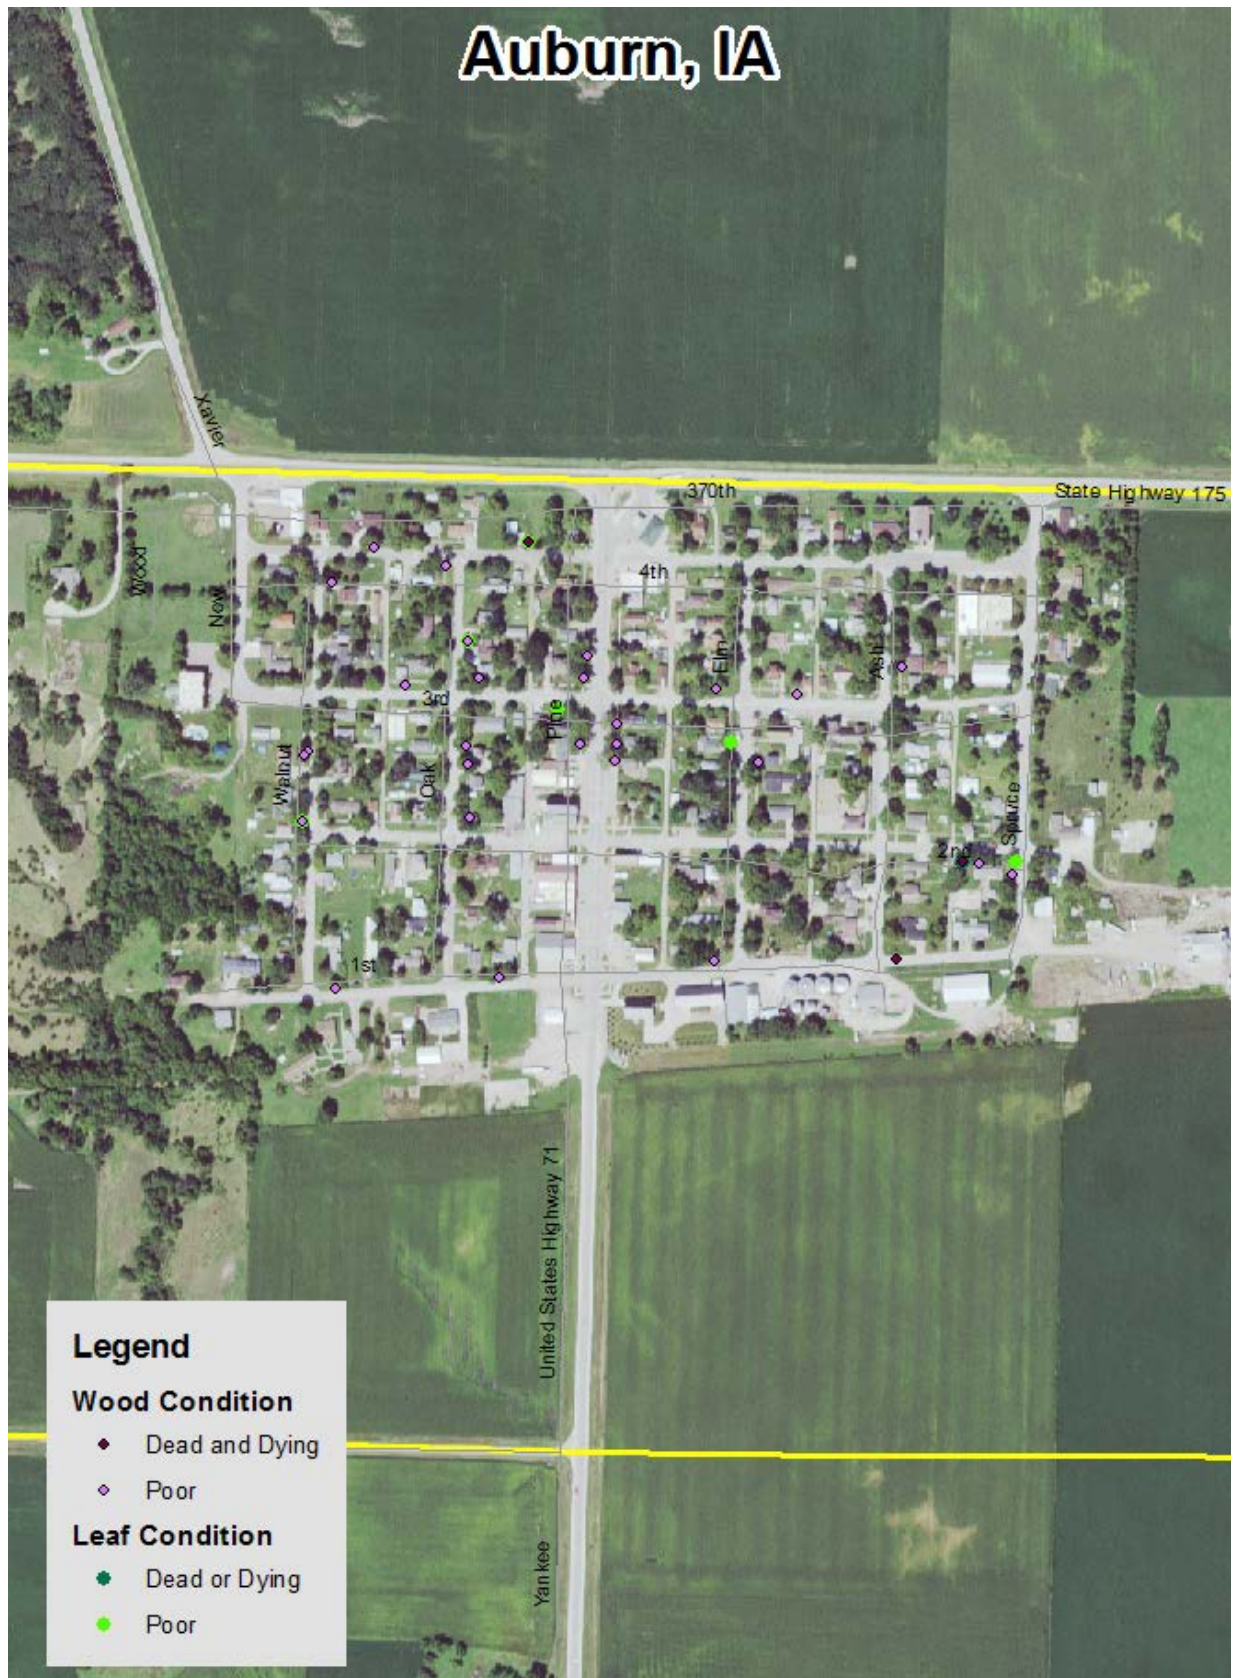 Auburn, IA
Xavier
370th
State Highway 175
Wood
New
4th
Elm
Ash
3rd
Pine
Walnut
Oak
Spruce
2nd
1st
United States Highway 71
Yankee
Legend
Wood Condition
Dead and Dying
Poor
Leaf Condition
Dead or Dying
Poor